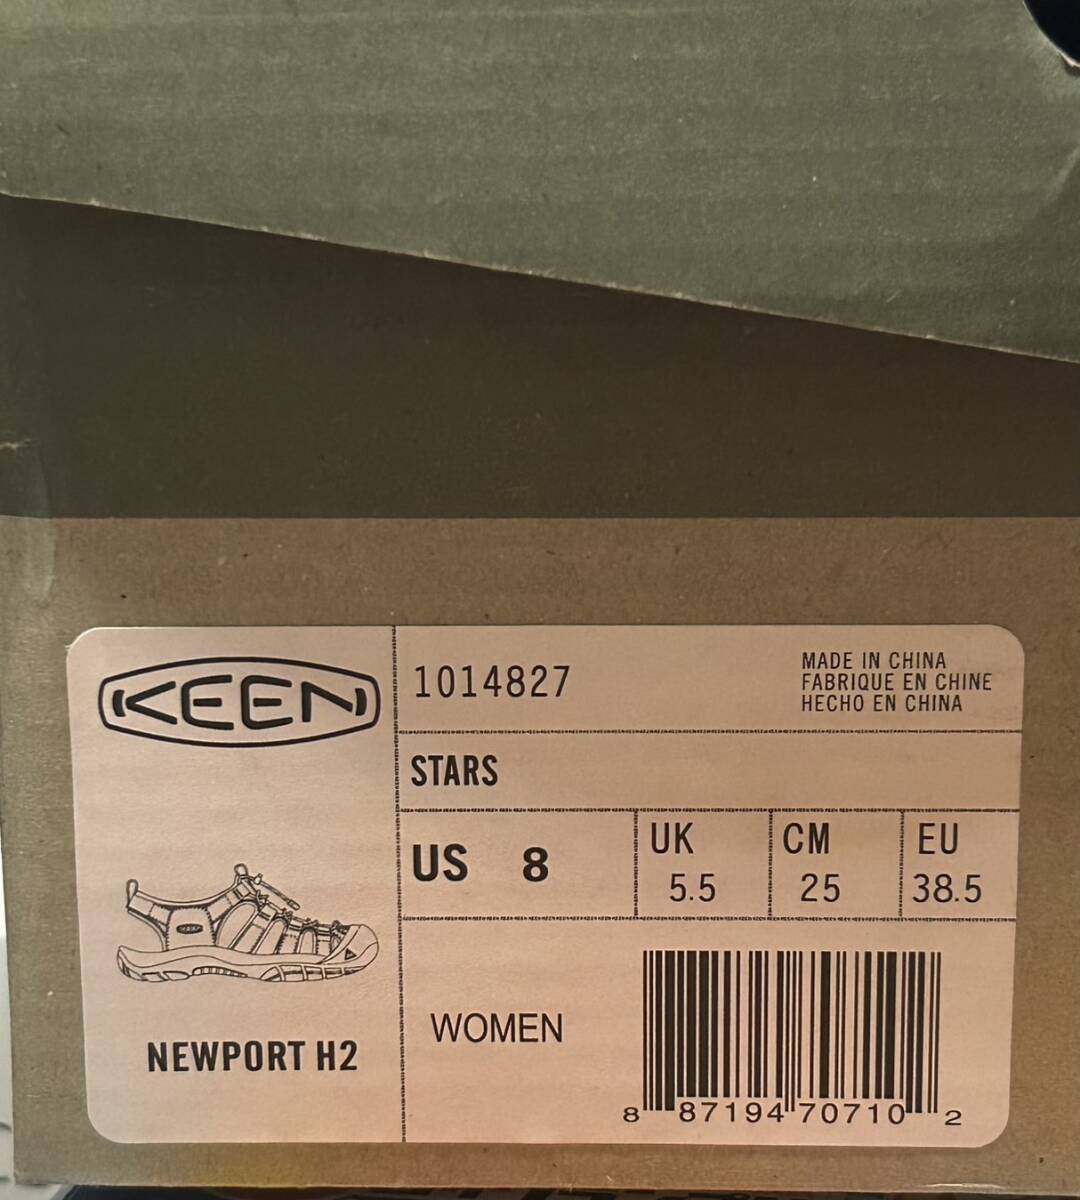 KEEN
1014827
MADE IN CHINA
FABRIQUE EN CHINE
HECHO EN CHINA
STARS
US 8
UK
5.5
CM
25
EU
38.5
NEWPORT H2
WOMEN
8 87194 70710 2